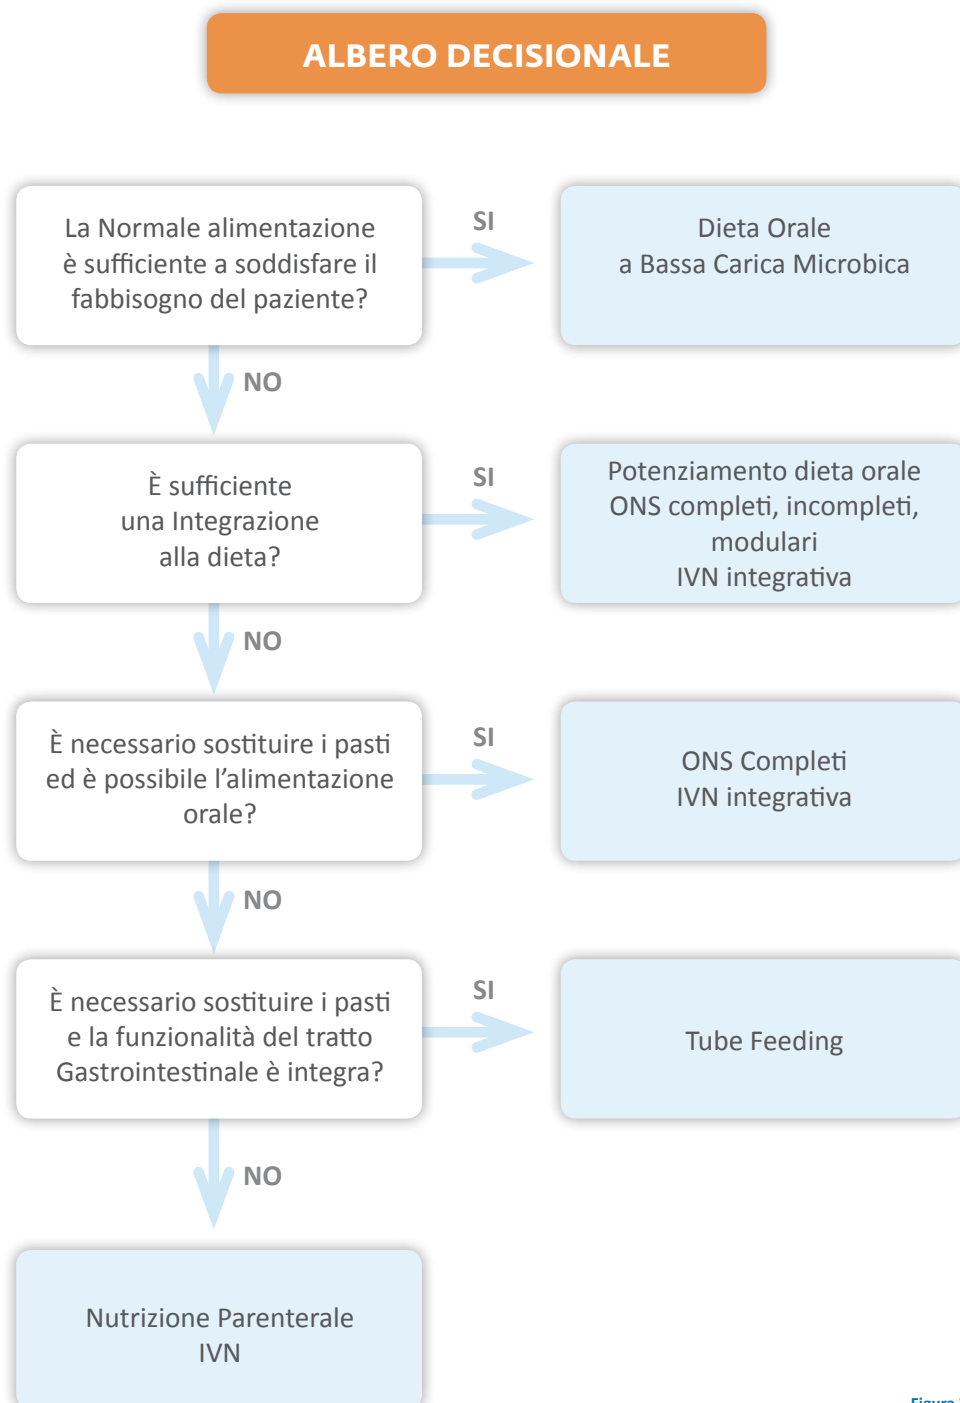 ALBERO DECISIONALE
La Normale alimentazione
è sufficiente a soddisfare il
fabbisogno del paziente?
SI
Dieta Orale
a Bassa Carica Microbica
NO
È sufficiente
una Integrazione
alla dieta?
SI
Potenziamento dieta orale
ONS completi, incompleti,
modulari
IVN integrativa
NO
È necessario sostituire i pasti
ed è possibile l’alimentazione
orale?
SI
ONS Completi
IVN integrativa
NO
È necessario sostituire i pasti
e la funzionalità del tratto
Gastrointestinale è integra?
SI
Tube Feeding
NO
Nutrizione Parenterale
IVN
Figura